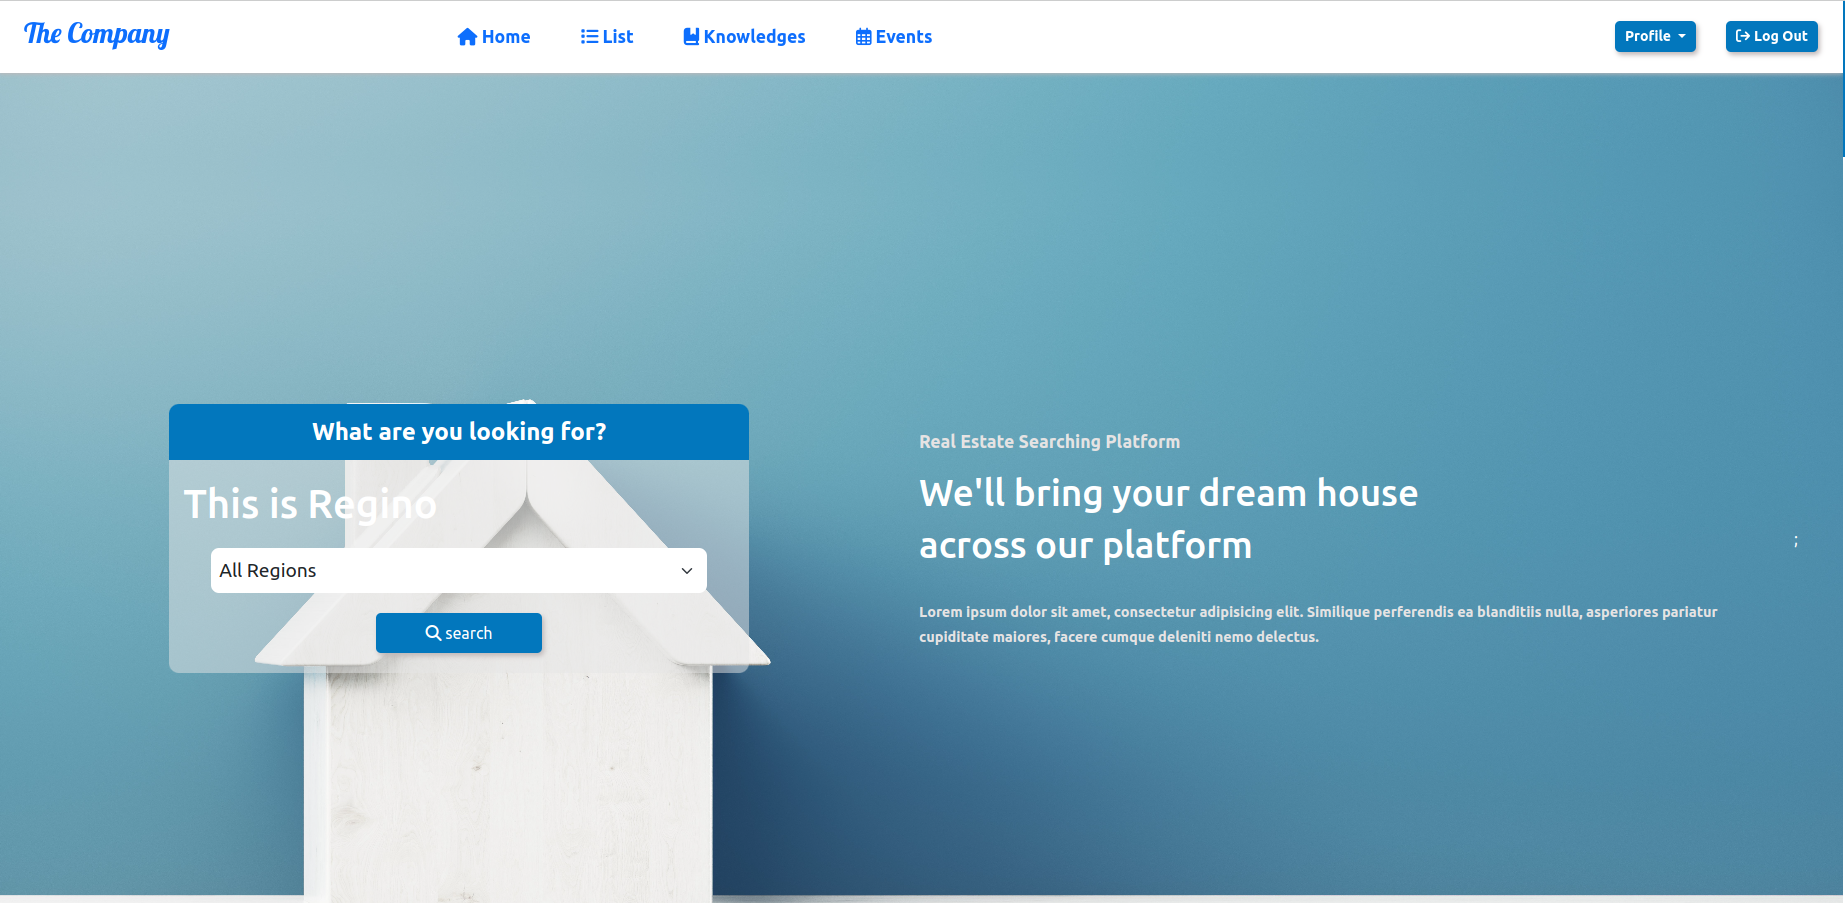 The Company
Home
List
Knowledges
Events
Profile
Log Out
What are you looking for?
This is Regino
All Regions
search
Real Estate Searching Platform
We'll bring your dream house
across our platform
;
Lorem ipsum dolor sit amet, consectetur adipisicing elit. Similique perferendis ea blanditiis nulla, asperiores pariatur
cupiditate maiores, facere cumque deleniti nemo delectus.